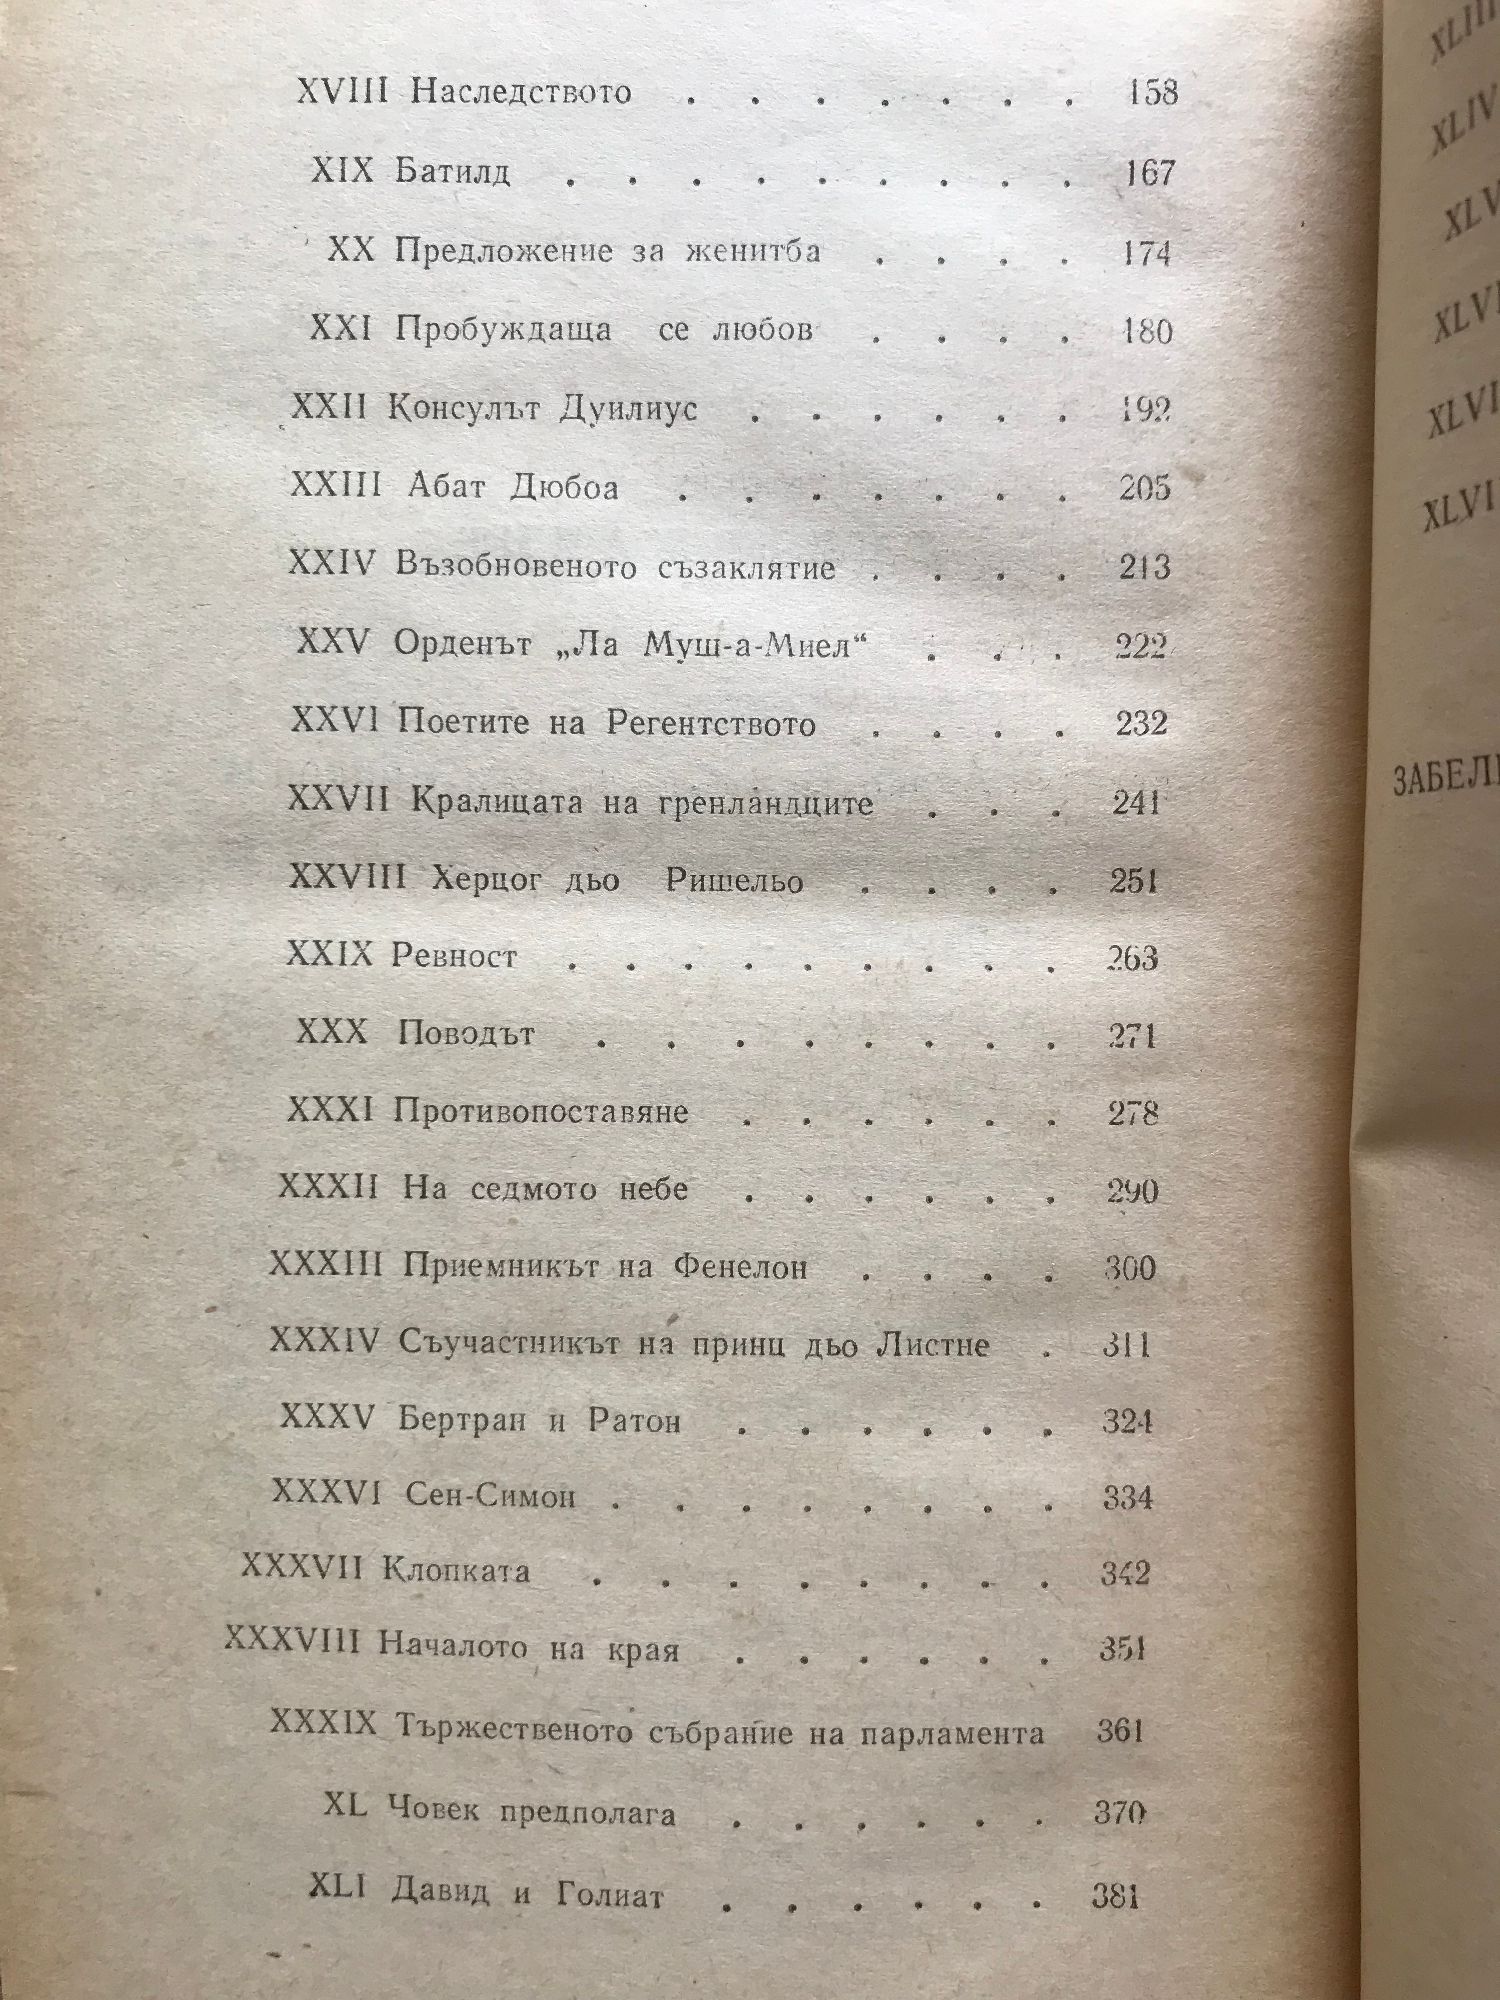 XVIII Наследството . . . . . . . 158
XIX Батилд . . . . . . . . . 167
XX Предложение за женитба . . . . 174
XXI Пробуждаща се любов . . . . 180
XXII Консулът Дуилиус . . . . . . 192
XXIII Абат Дюбоа . . . . . . . 205
XXIV Възобновеното съзаклятие . . . . 213
XXV Орденът „Ла Муш-а-Миел“ . . . 222
XXVI Поетите на Регентството . . . . 232
XXVII Кралицата на гренландците . . . 241
XXVIII Херцог дьо Ришельо . . . . 251
XXIX Ревност . . . . . . . . . 263
XXX Поводът . . . . . . . . 271
XXXI Противопоставяне . . . . . . 278
XXXII На седмото небе . . . . . . 290
XXXIII Приемникът на Фенелон . . . . 300
XXXIV Съучастникът на принц дьо Листне . 311
XXXV Бертран и Ратон . . . . . . 324
XXXVI Сен-Симон . . . . . . . . 334
XXXVII Клопката . . . . . . . . 342
XXXVIII Началото на края . . . . . . 351
XXXIX Тържественото събрание на парламента 361
XL Човек предполага . . . . . . 370
XLI Давид и Голиат . . . . . . 381
XLIII
XLIV